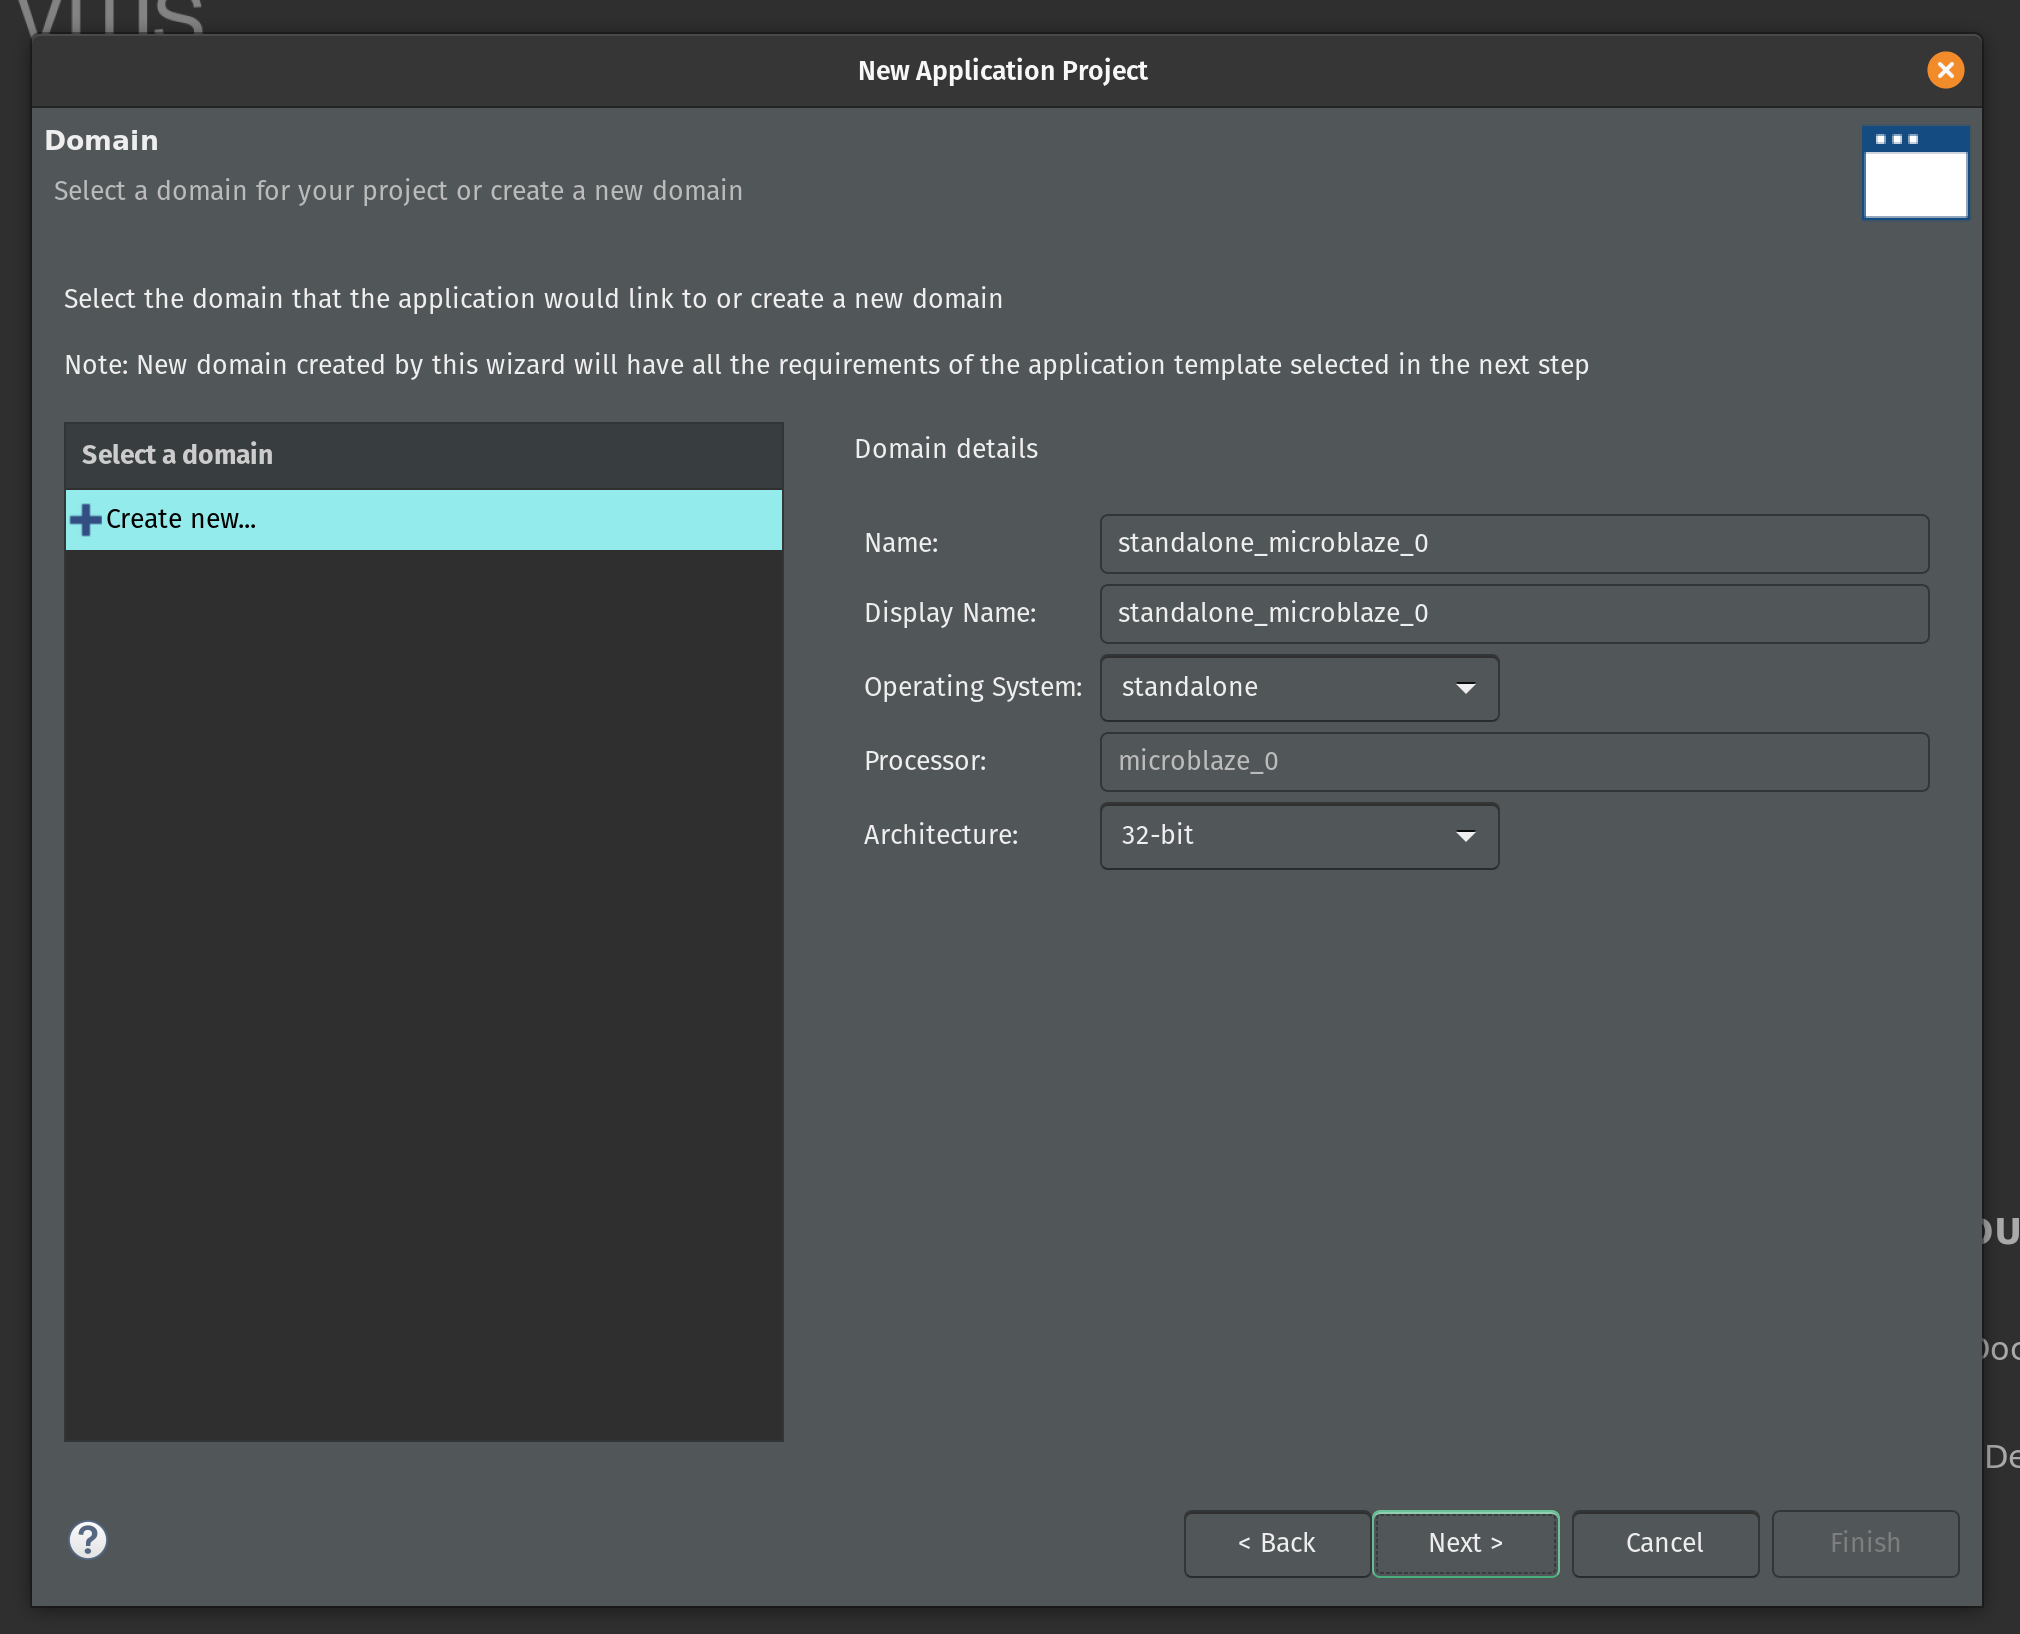 New Application Project
Domain
Select a domain for your project or create a new domain
Select the domain that the application would link to or create a new domain
Note: New domain created by this wizard will have all the requirements of the application template selected in the next step
Select a domain
Create new...
Domain details
Name: standalone_microblaze_0
Display Name: standalone_microblaze_0
Operating System: standalone
Processor: microblaze_0
Architecture: 32-bit
< Back
Next >
Cancel
Finish